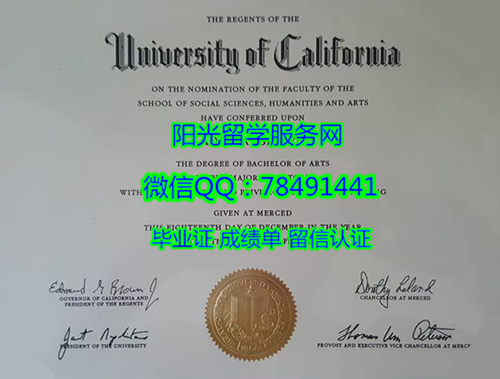 THE REGENTS OF THE
University of California
ON THE NOMINATION OF THE FACULTY OF THE
SCHOOL OF SOCIAL SCIENCES, HUMANITIES AND ARTS
HAVE CONFERRED UPON
阳光留学服务网
THE DEGREE OF BACHELOR OF ARTS
微信QQ：78491441
GIVEN AT MERCED
THIS EIGHTEENTH DAY OF DECEMBER IN THE YEAR
毕业证.成绩单.留信认证
GOVERNOR OF CALIFORNIA AND
PRESIDENT OF THE REGENTS
CHANCELLOR AT MERCED
PRESIDENT OF THE UNIVERSITY
PROVOST AND EXECUTIVE VICE CHANCELLOR AT MERCED